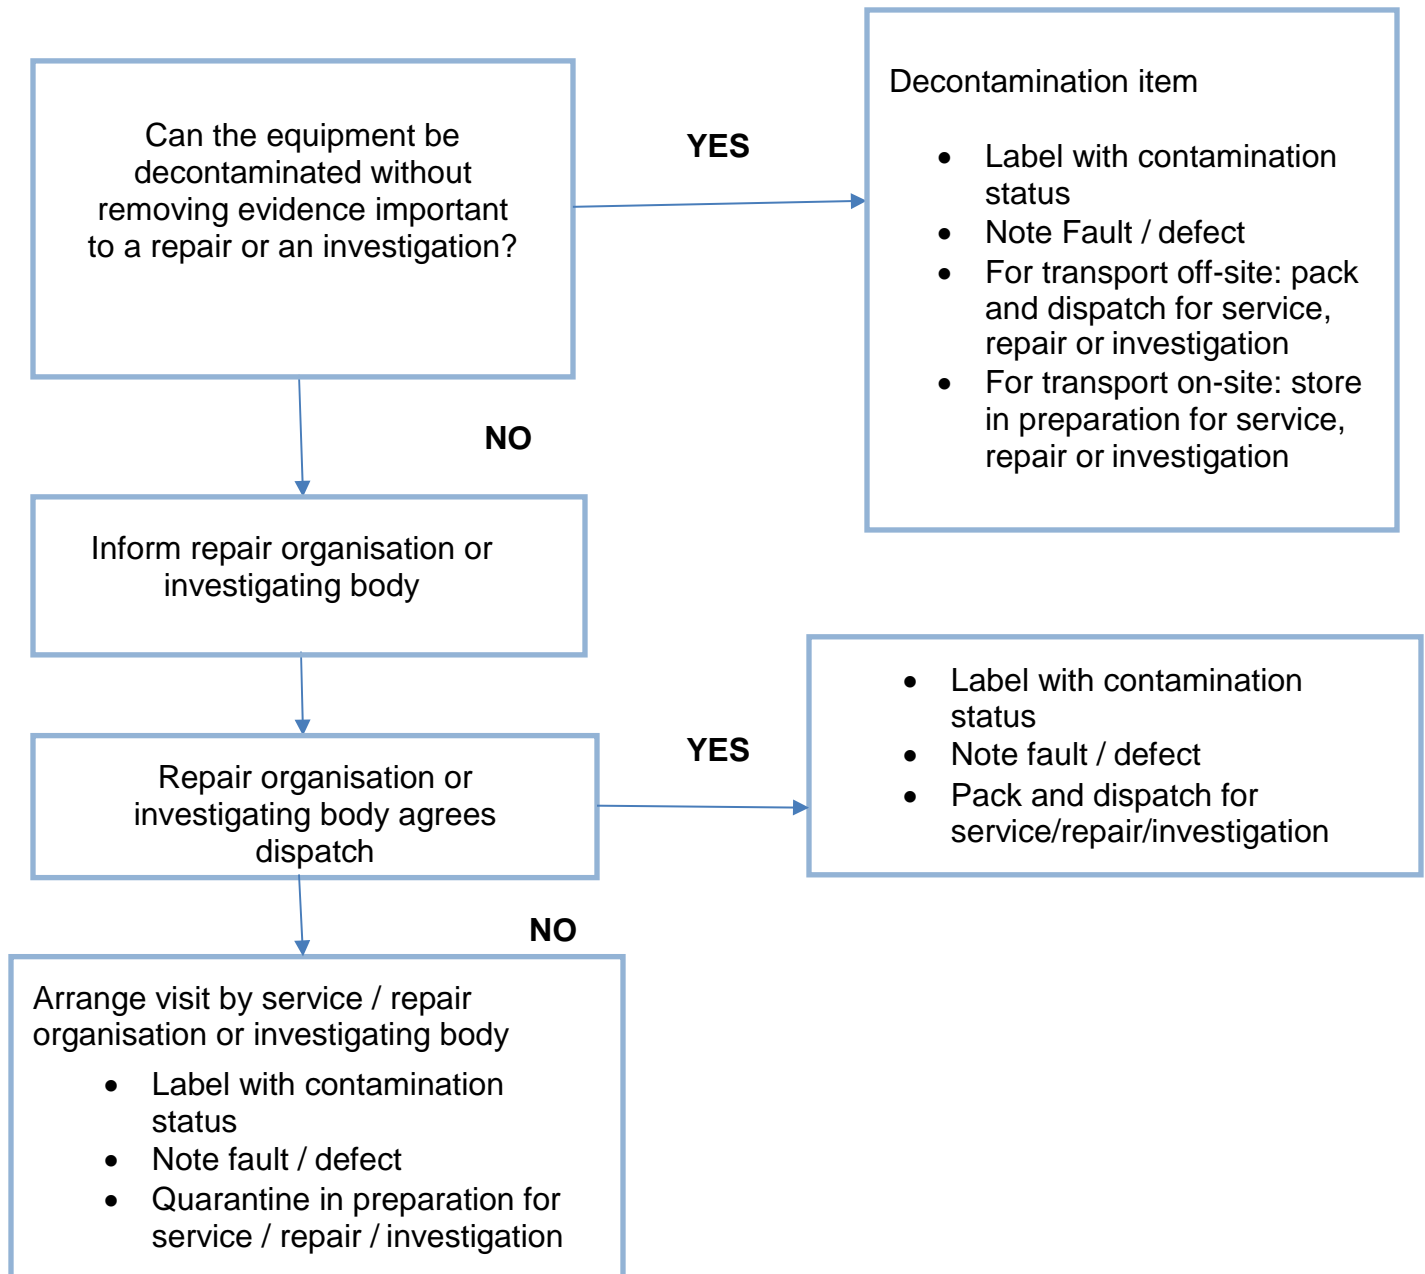 Can the equipment be
decontaminated without
removing evidence important
to a repair or an investigation?
YES
Decontamination item
• Label with contamination
status
• Note Fault / defect
• For transport off-site: pack
and dispatch for service,
repair or investigation
• For transport on-site: store
in preparation for service,
repair or investigation
NO
Inform repair organisation or
investigating body
Repair organisation or
investigating body agrees
dispatch
YES
• Label with contamination
status
• Note fault / defect
• Pack and dispatch for
service/repair/investigation
NO
Arrange visit by service / repair
organisation or investigating body
• Label with contamination
status
• Note fault / defect
• Quarantine in preparation for
service / repair / investigation